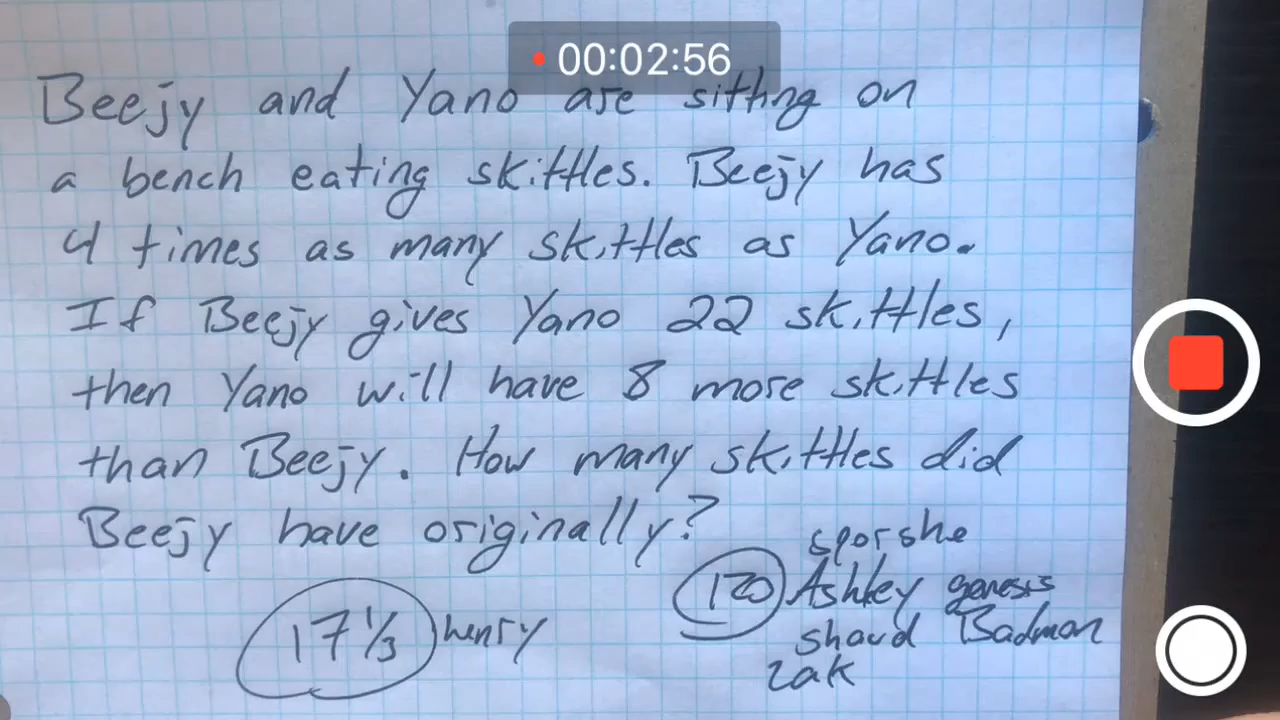 00:02:56
Beejy and Yano are sitting on
a bench eating skittles. Beejy has
4 times as many skittles as Yano.
If Beejy gives Yano 22 skittles,
then Yano will have 8 more skittles
than Beejy. How many skittles did
Beejy have originally?
sporshe
120 Ashley genesis
17 1/3 henry
shaud Badman
zak